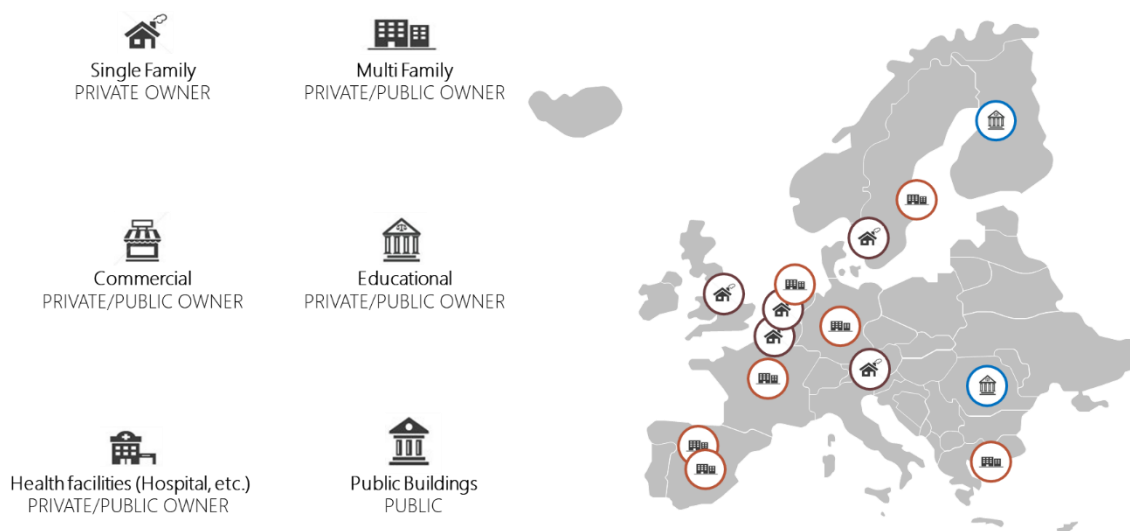 Single Family
PRIVATE OWNER
Multi Family
PRIVATE/PUBLIC OWNER
Commercial
PRIVATE/PUBLIC OWNER
Educational
PRIVATE/PUBLIC OWNER
Health facilities (Hospital, etc.)
PRIVATE/PUBLIC OWNER
Public Buildings
PUBLIC